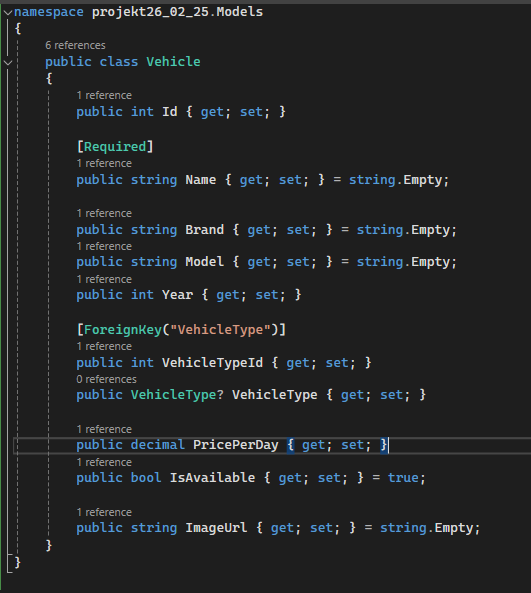 namespace projekt26_02_25.Models
{
6 references
public class Vehicle
{
1 reference
public int Id { get; set; }
[Required]
1 reference
public string Name { get; set; } = string.Empty;
1 reference
public string Brand { get; set; } = string.Empty;
1 reference
public string Model { get; set; } = string.Empty;
1 reference
public int Year { get; set; }
[ForeignKey("VehicleType")]
1 reference
public int VehicleTypeId { get; set; }
0 references
public VehicleType? VehicleType { get; set; }
1 reference
public decimal PricePerDay { get; set; }
1 reference
public bool IsAvailable { get; set; } = true;
1 reference
public string ImageUrl { get; set; } = string.Empty;
}
}